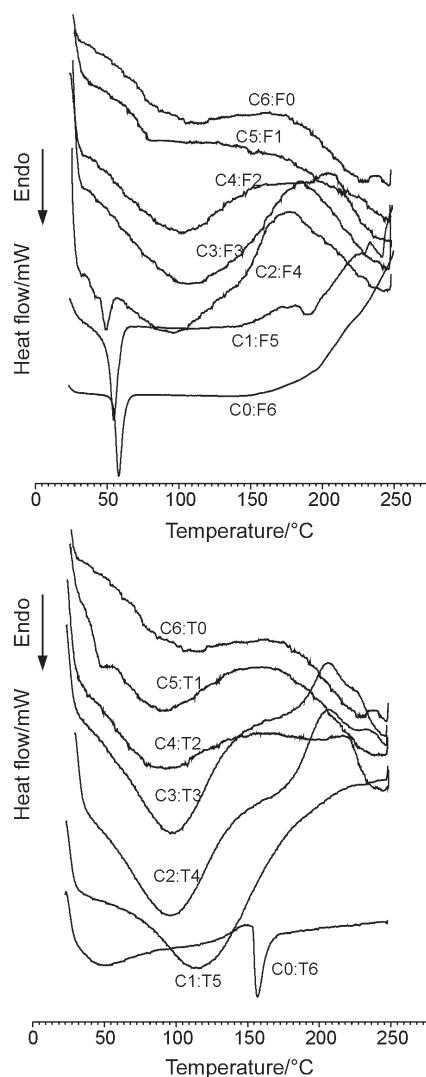 C6:F0
C5:F1
C4:F2
C3:F3
C2:F4
C1:F5
C0:F6
Endo
Heat flow/mW
0 50 100 150 200 250
Temperature/°C
C6:T0
C5:T1
C4:T2
C3:T3
C2:T4
C1:T5
C0:T6
Endo
Heat flow/mW
0 50 100 150 200 250
Temperature/°C